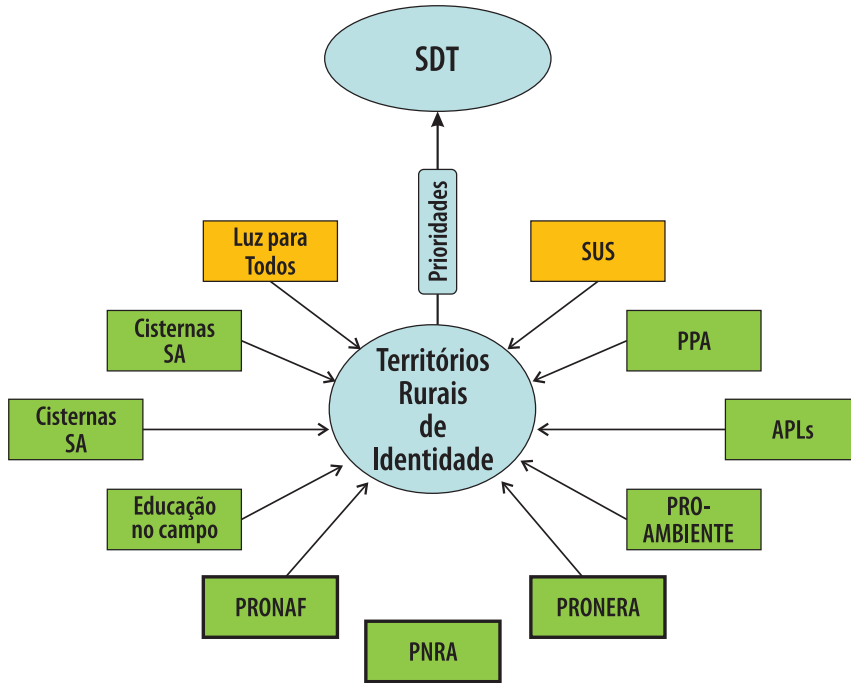 SDT
Prioridades
Luz para
Todos
SUS
Cisternas
SA
PPA
Territórios
Rurais
de
Identidade
Cisternas
SA
APLs
Educação
no campo
PRO-
AMBIENTE
PRONAF
PRONERA
PNRA